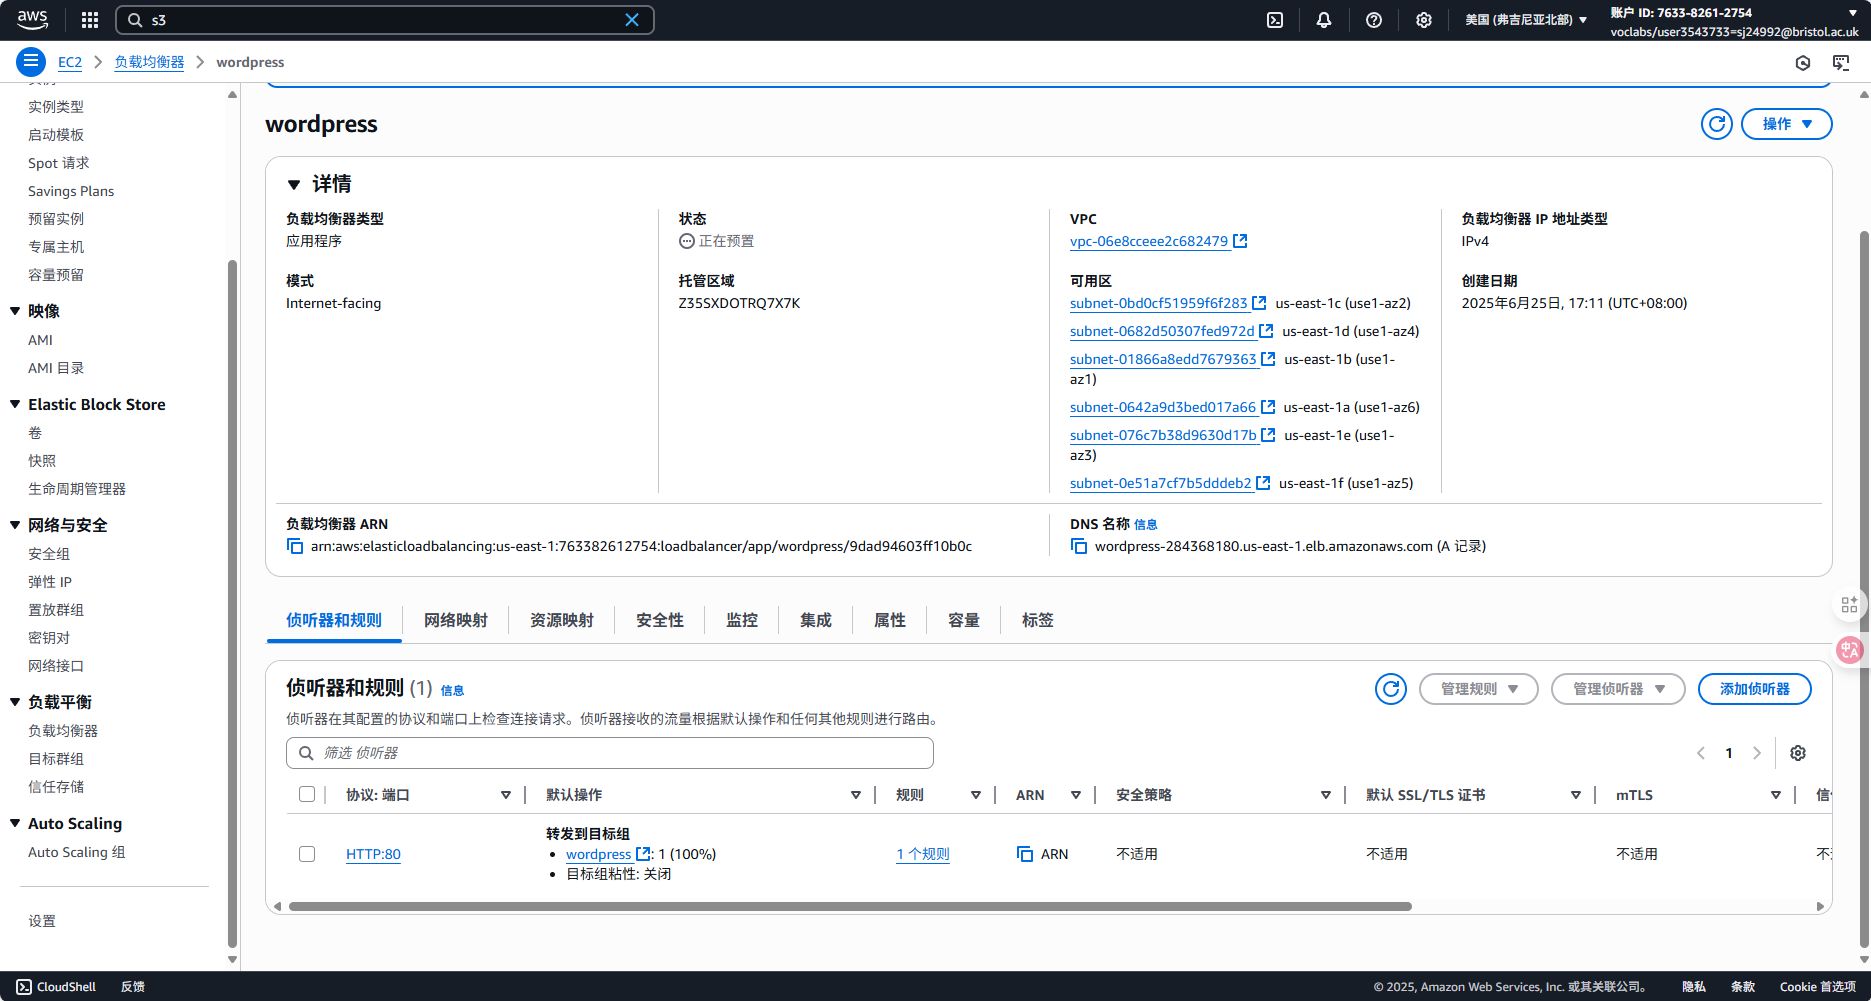 aws
s3
美国 (弗吉尼亚北部)
账户 ID: 7633-8261-2754
voclabs/user3543733=sj24992@bristol.ac.uk
EC2
负载均衡器
wordpress
实例类型
启动模板
Spot 请求
Savings Plans
预留实例
专属主机
容量预留
映像
AMI
AMI 目录
Elastic Block Store
卷
快照
生命周期管理器
网络与安全
安全组
弹性 IP
置放群组
密钥对
网络接口
负载平衡
负载均衡器
目标群组
信任存储
Auto Scaling
Auto Scaling 组
设置
wordpress
操作
详情
负载均衡器类型
应用程序
状态
正在预置
VPC
vpc-06e8cceee2c682479
负载均衡器 IP 地址类型
IPv4
模式
Internet-facing
托管区域
Z35SXDOTRQ7X7K
可用区
subnet-0bd0cf51959f6f283 us-east-1c (use1-az2)
subnet-0682d50307fed972d us-east-1d (use1-az4)
subnet-01866a8edd7679363 us-east-1b (use1-
az1)
subnet-0642a9d3bed017a66 us-east-1a (use1-az6)
subnet-076c7b38d9630d17b us-east-1e (use1-
az3)
subnet-0e51a7cf7b5dddeb2 us-east-1f (use1-az5)
创建日期
2025年6月25日, 17:11 (UTC+08:00)
负载均衡器 ARN
arn:aws:elasticloadbalancing:us-east-1:763382612754:loadbalancer/app/wordpress/9dad94603ff10b0c
DNS 名称 信息
wordpress-284368180.us-east-1.elb.amazonaws.com (A 记录)
侦听器和规则
网络映射
资源映射
安全性
监控
集成
属性
容量
标签
侦听器和规则 (1) 信息
管理规则
管理侦听器
添加侦听器
侦听器在其配置的协议和端口上检查连接请求。侦听器接收的流量根据默认操作和任何其他规则进行路由。
筛选 侦听器
1
协议: 端口
默认操作
规则
ARN
安全策略
默认 SSL/TLS 证书
mTLS
HTTP:80
转发到目标组
• wordpress : 1 (100%)
• 目标组粘性: 关闭
1 个规则
ARN
不适用
不适用
不适用
CloudShell
反馈
© 2025, Amazon Web Services, Inc. 或其关联公司。
隐私
条款
Cookie 首选项